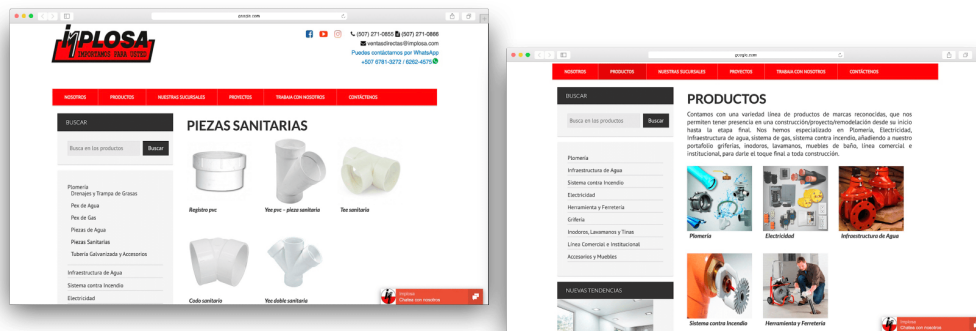 google.com
IMPLOSA
IMPORTAMOS PARA USTED
(507) 271-0855 (507) 271-0866
ventasdirectas@implosa.com
Puedes contáctarnos por WhatsApp
+507 6781-3272 / 6262-4575
NOSOTROS PRODUCTOS NUESTRAS SUCURSALES PROYECTOS TRABAJA CON NOSOTROS CONTÁCTENOS
BUSCAR
Busca en los productos Buscar
Plomería
Drenajes y Trampa de Grasas
Pex de Agua
Pex de Gas
Piezas de Agua
Piezas Sanitarias
Tubería Galvanizada y Accesorios
Infraestructura de Agua
Sistema contra Incendio
Electricidad
PIEZAS SANITARIAS
Registro pvc
Yee pvc – pieza sanitaria
Tee sanitaria
Codo sanitario
Yee doble sanitaria
Implosa
Chatea con nosotros
google.com
NOSOTROS PRODUCTOS NUESTRAS SUCURSALES PROYECTOS TRABAJA CON NOSOTROS CONTÁCTENOS
BUSCAR
Busca en los productos Buscar
Plomería
Infraestructura de Agua
Sistema contra Incendio
Electricidad
Herramienta y Ferretería
Grifería
Inodoros, Lavamanos y Tinas
Línea Comercial e Institucional
Accesorios y Muebles
NUEVAS TENDENCIAS
PRODUCTOS
Contamos con una variedad línea de productos de marcas reconocidas, que nos
permiten tener presencia en una construcción/proyecto/remodelación desde su inicio
hasta la etapa final. Nos hemos especializado en Plomería, Electricidad,
Infraestructura de agua, sistema de gas, sistema contra incendio, añadiendo a nuestro
portafolio griferías, inodoros, lavamanos, muebles de baño, línea comercial e
institucional, para darle el toque final a toda construcción.
Plomería
Electricidad
Infraestructura de Agua
Sistema contra Incendio
Herramienta y Ferretería
Implosa
Chatea con nosotros